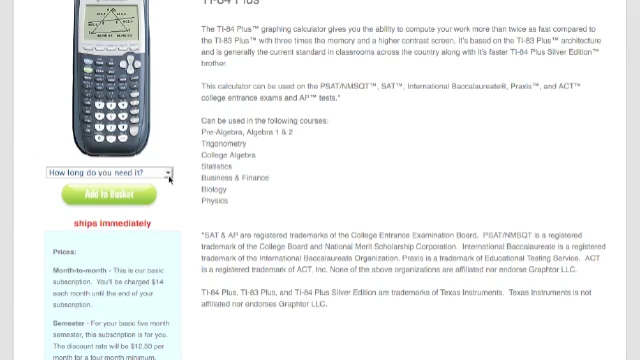 TI-84 Plus
The TI-84 Plus™ graphing calculator gives you the ability to compute your work more than twice as fast compared to
the TI-83 Plus™ with three times the memory and a higher contrast screen. It's based on the TI-83 Plus™ architecture
and is generally the current standard in classrooms across the country along with it's faster TI-84 Plus Silver Edition™
brother.
This calculator can be used on the PSAT/NMSQT™, SAT™, International Baccalaureate®, Praxis™, and ACT™
college entrance exams and AP™ tests.*
Can be used in the following courses:
Pre-Algebra, Algebra 1 & 2
Trigonometry
College Algebra
Statistics
Business & Finance
Biology
Physics
*SAT & AP are registered trademarks of the College Entrance Examination Board. PSAT/NMSQT is a registered
trademark of the College Board and National Merit Scholarship Corporation. International Baccalaureate is a registered
trademark of the International Baccalaureate Organization. Praxis is a trademark of Educational Testing Service. ACT
is a registered trademark of ACT, Inc. None of the above organizations are affiliated nor endorse Graphtor LLC.
TI-84 Plus, TI-83 Plus, and TI-84 Plus Silver Edition are trademarks of Texas Instruments. Texas Instruments is not
affiliated nor endorses Graphtor LLC.
How long do you need it?
Add to Basket
ships immediately
Prices:
Month-to-month - This is our basic
subscription. You'll be charged $14
each month until the end of your
subscription.
Semester - For your basic five month
semester, this subscription is for you.
The discount rate will be $12.50 per
month for a four month minimum.